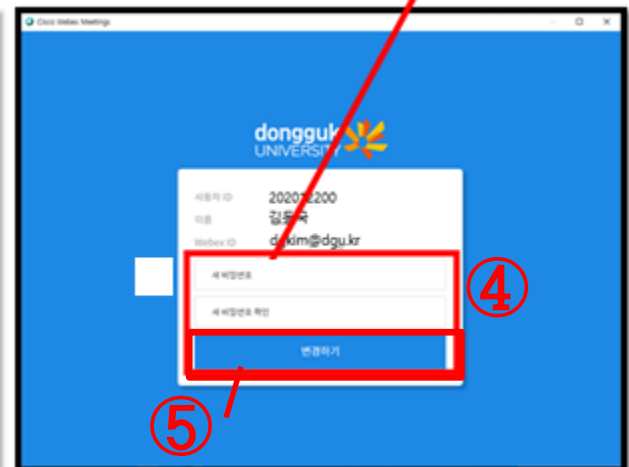 Cisco Webex Meetings
dongguk
UNIVERSITY
사용자 ID 202012200
이름 김동국
Webex ID dgkim@dgu.kr
새 비밀번호
새 비밀번호 확인
변경하기
④
⑤